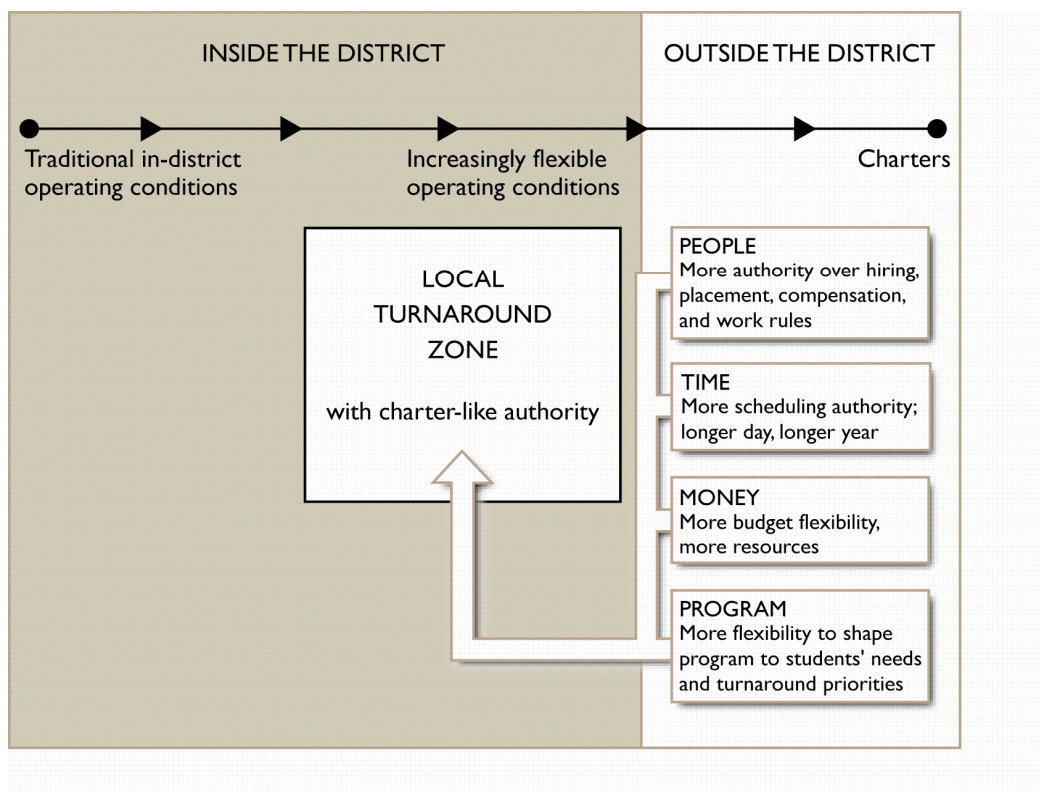 INSIDE THE DISTRICT
OUTSIDE THE DISTRICT
Traditional in-district
operating conditions
Increasingly flexible
operating conditions
Charters
LOCAL
TURNAROUND
ZONE
with charter-like authority
PEOPLE
More authority over hiring,
placement, compensation,
and work rules
TIME
More scheduling authority;
longer day, longer year
MONEY
More budget flexibility,
more resources
PROGRAM
More flexibility to shape
program to students' needs
and turnaround priorities